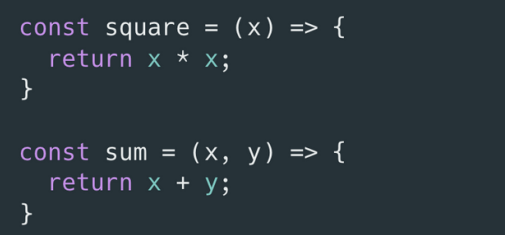 const square = (x) => {
  return x * x;
}

const sum = (x, y) => {
  return x + y;
}